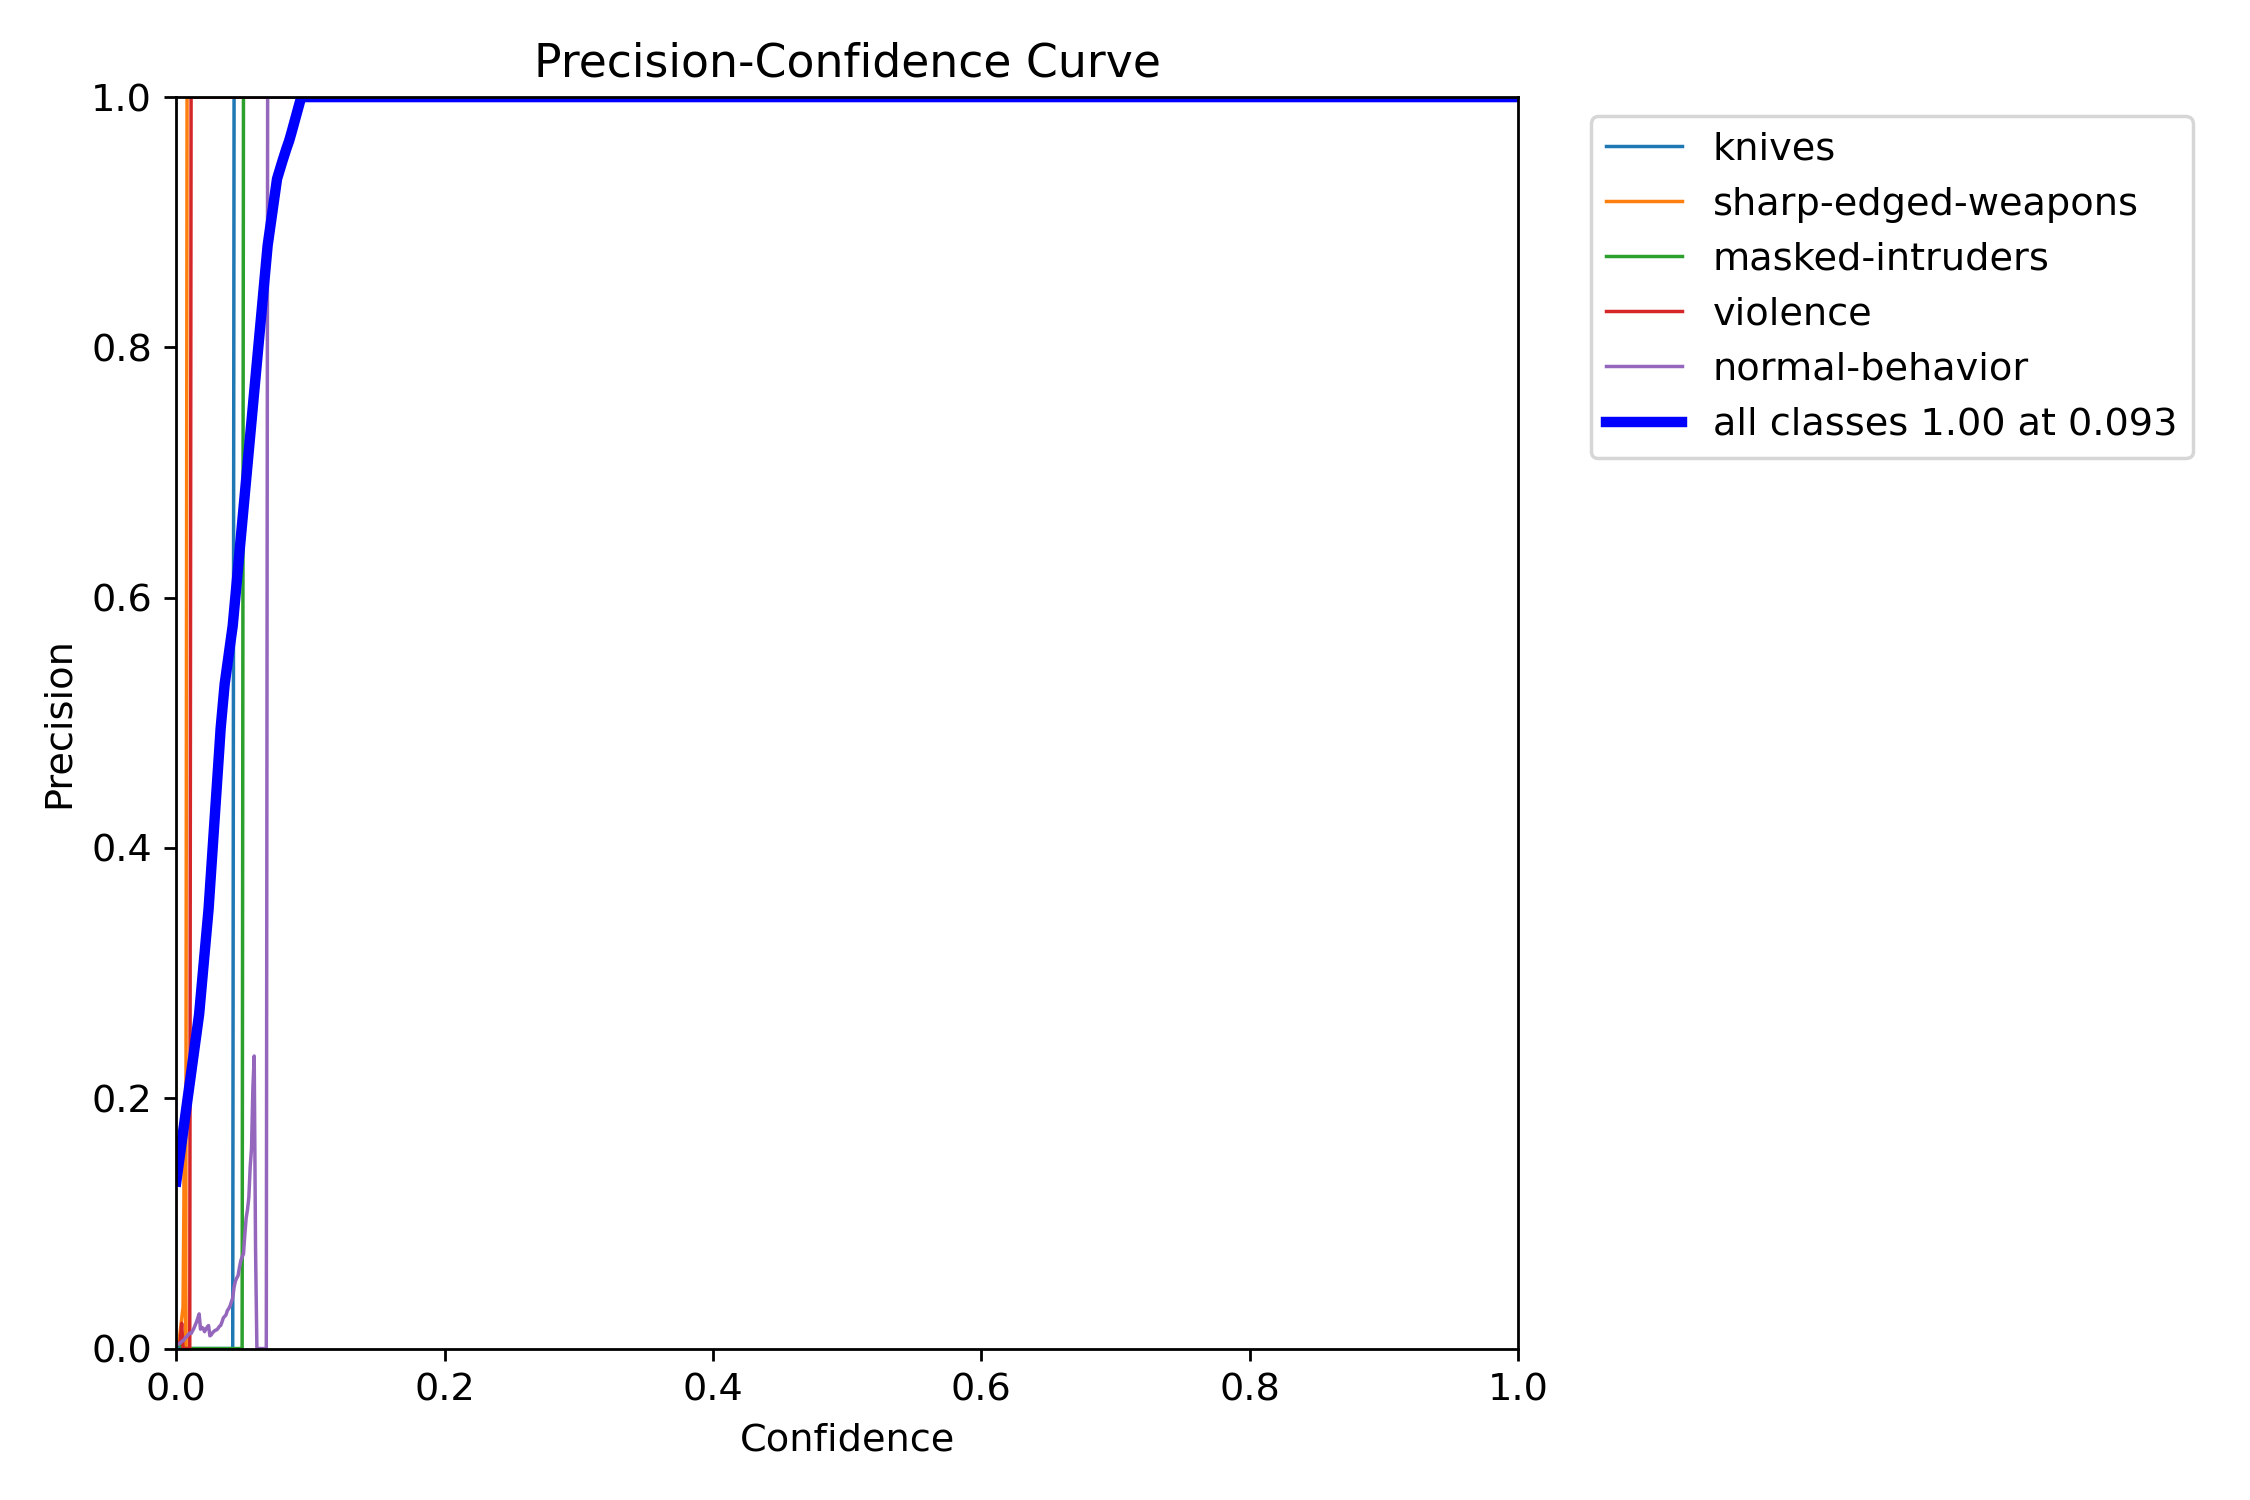 Precision-Confidence Curve
1.0
0.8
0.6
0.4
0.2
0.0
Precision
0.0 0.2 0.4 0.6 0.8 1.0
Confidence
knives
sharp-edged-weapons
masked-intruders
violence
normal-behavior
all classes 1.00 at 0.093